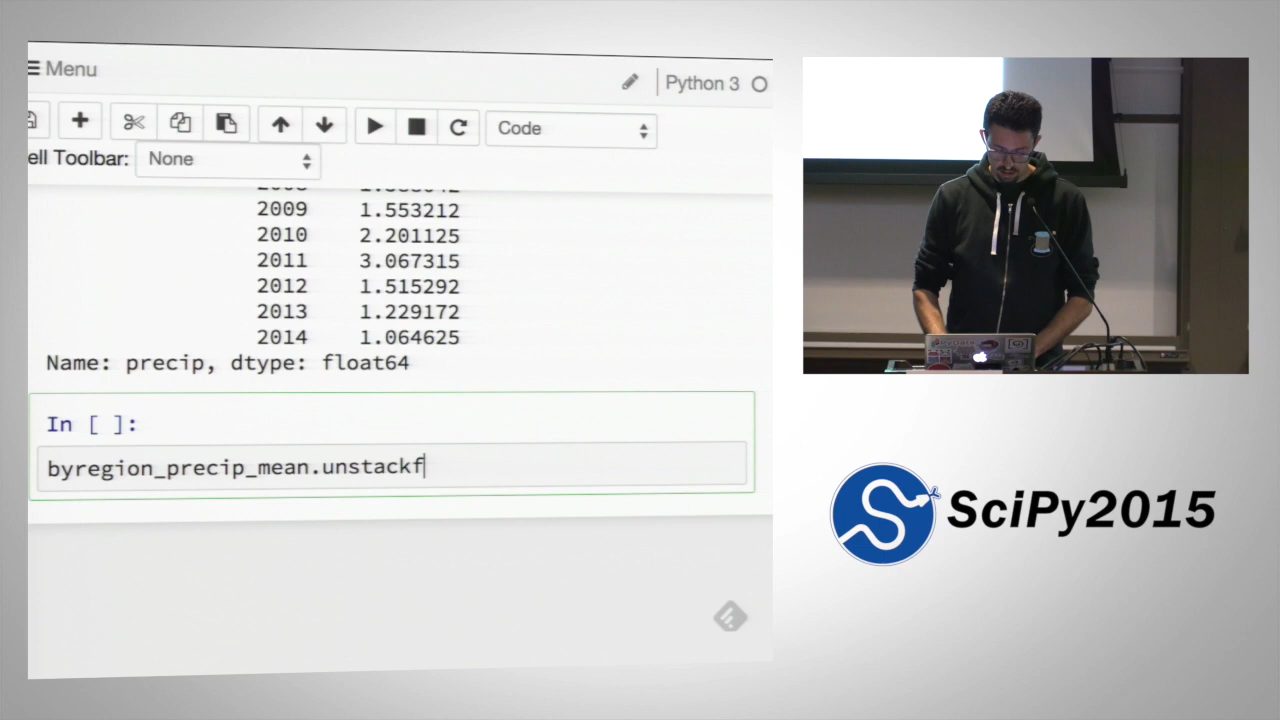 Menu
Python 3
Code
ell Toolbar: None
2009 1.553212
2010 2.201125
2011 3.067315
2012 1.515292
2013 1.229172
2014 1.064625
Name: precip, dtype: float64
In [ ]:
byregion_precip_mean.unstackf
SciPy2015